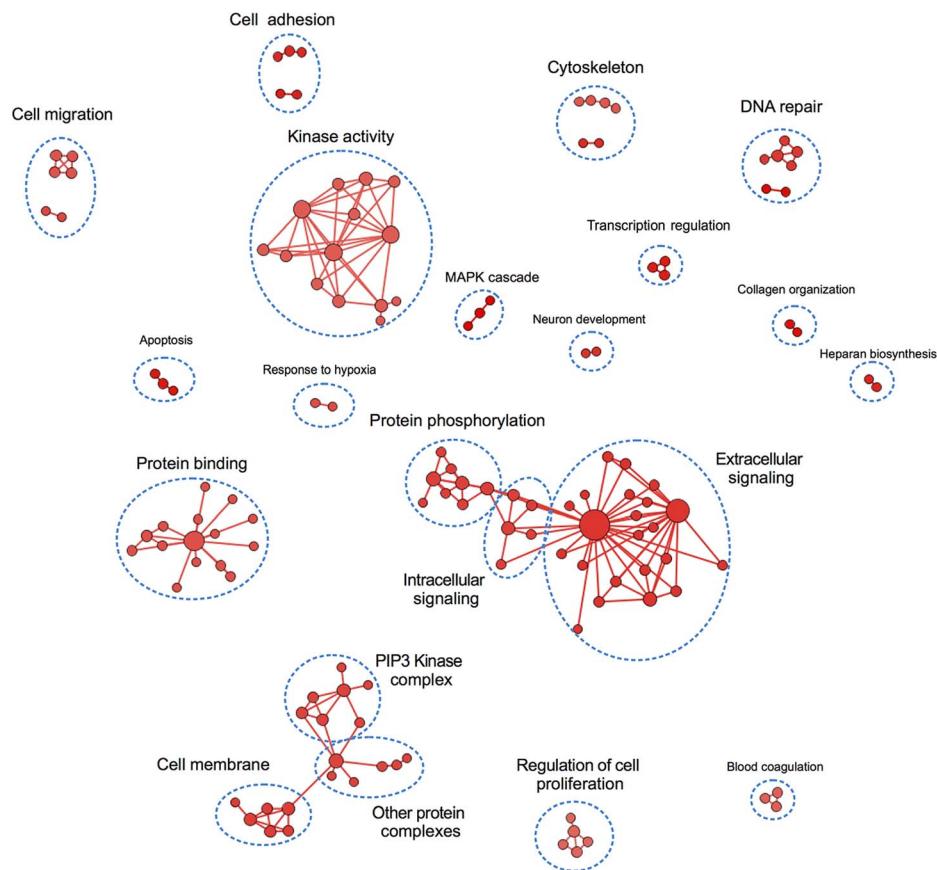 Cell adhesion
Cytoskeleton
DNA repair
Cell migration
Kinase activity
Transcription regulation
MAPK cascade
Collagen organization
Neuron development
Apoptosis
Heparan biosynthesis
Response to hypoxia
Protein phosphorylation
Protein binding
Extracellular
signaling
Intracellular
signaling
PIP3 Kinase
complex
Cell membrane
Regulation of cell
proliferation
Blood coagulation
Other protein
complexes